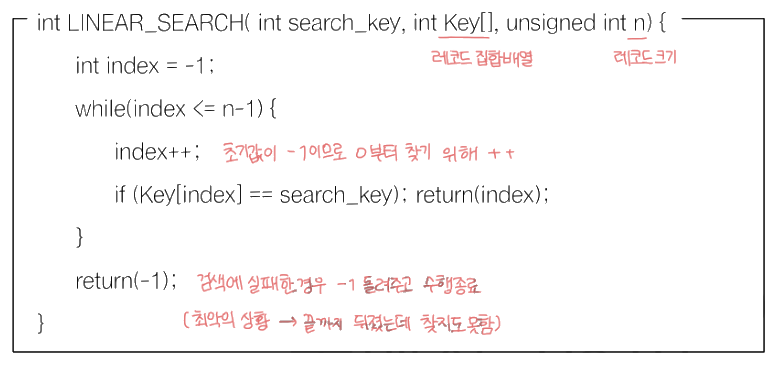 int LINEAR_SEARCH( int search_key, int Key[], unsigned int n) {
레코드 집합배열 레코드크기
int index = -1;
while(index <= n-1) {
index++; 초기값이 -1이므로 0부터 찾기 위해 ++
if (Key[index] == search_key); return(index);
}
return(-1); 검색에 실패한경우 -1 돌려주고 수행종료
} (최악의 상황 → 끝까지 뒤졌는데 찾지도못함)